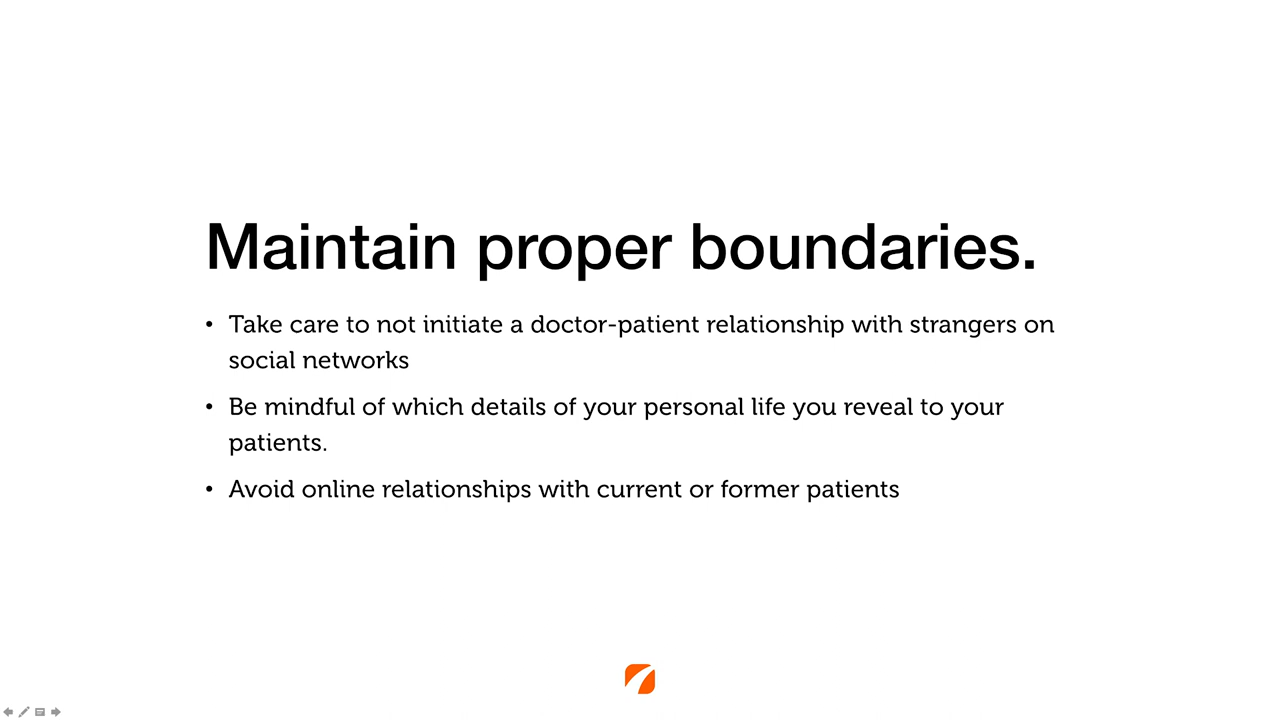 Maintain proper boundaries.
• Take care to not initiate a doctor-patient relationship with strangers on
social networks
• Be mindful of which details of your personal life you reveal to your
patients.
• Avoid online relationships with current or former patients